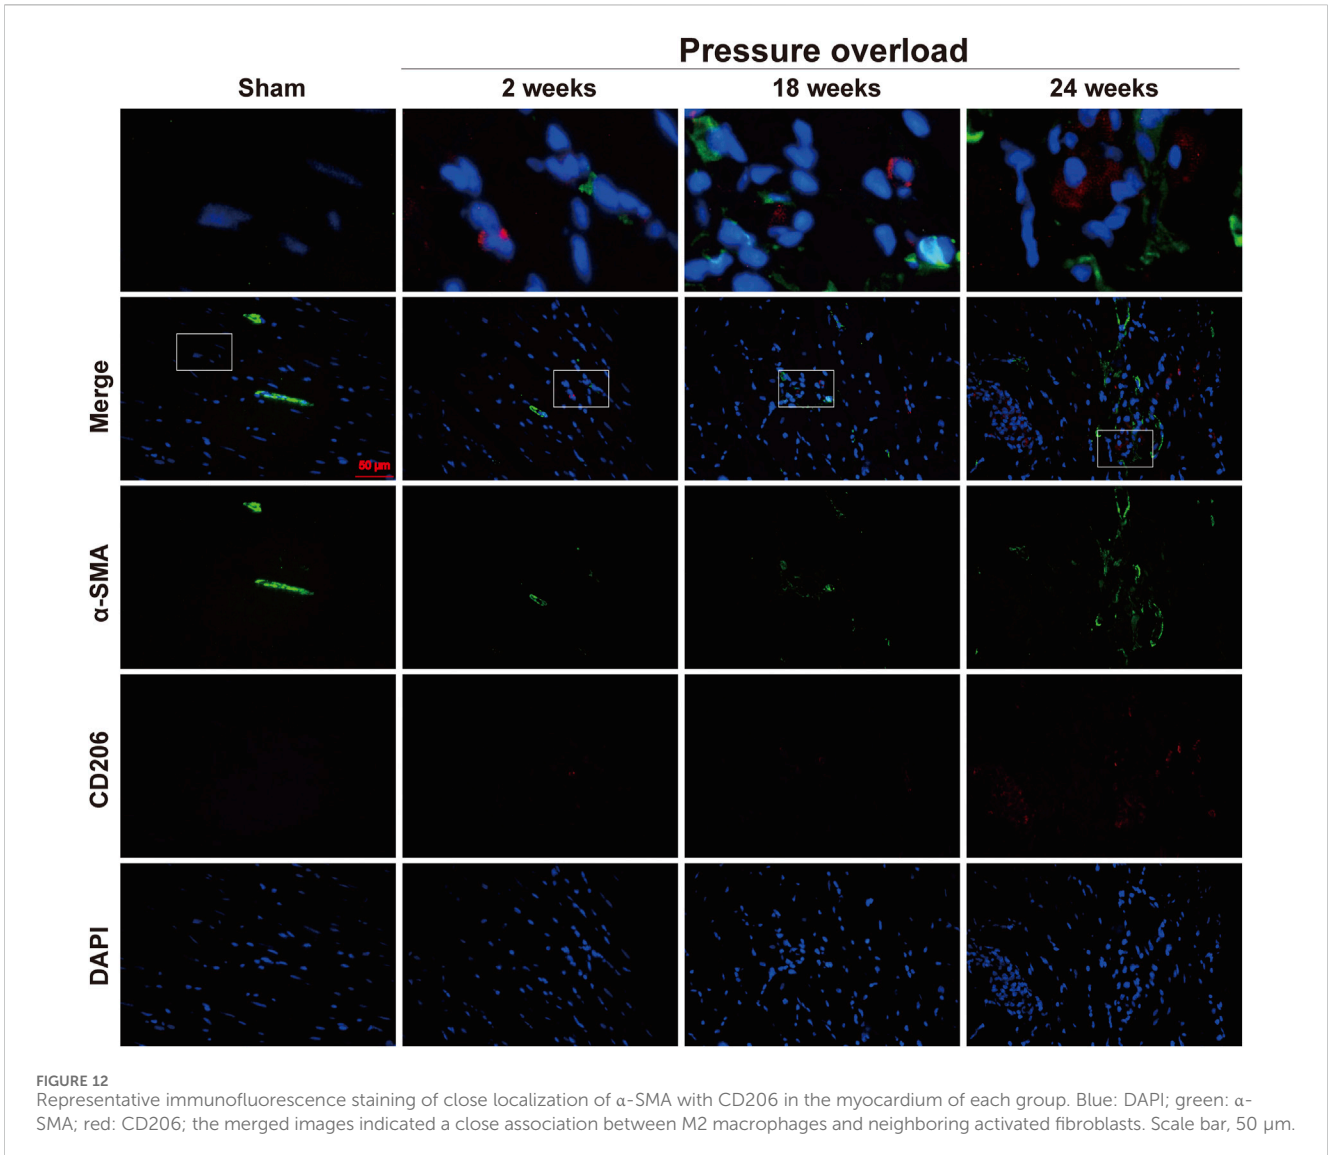 Pressure overload
Sham 2 weeks 18 weeks 24 weeks
Merge
50 µm
α-SMA
CD206
DAPI
FIGURE 12
Representative immunofluorescence staining of close localization of α-SMA with CD206 in the myocardium of each group. Blue: DAPI; green: α-
SMA; red: CD206; the merged images indicated a close association between M2 macrophages and neighboring activated fibroblasts. Scale bar, 50 µm.